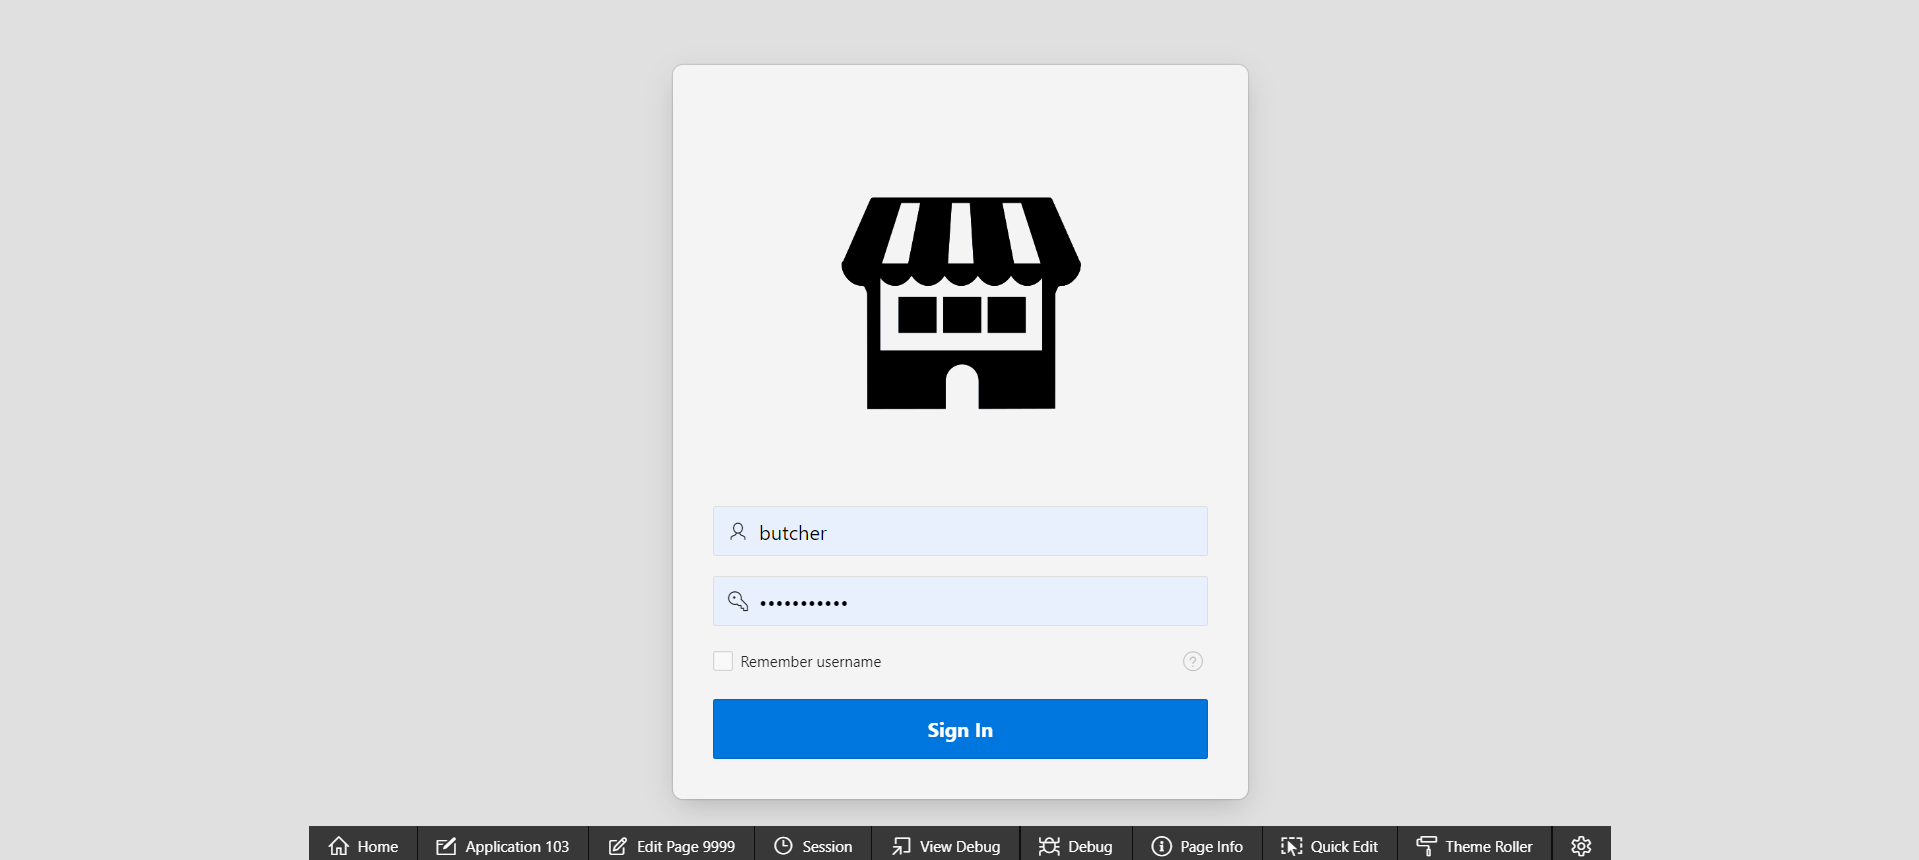 butcher
•••••••••••
Remember username
?
Sign In
Home Application 103 Edit Page 9999 Session View Debug Debug Page Info Quick Edit Theme Roller